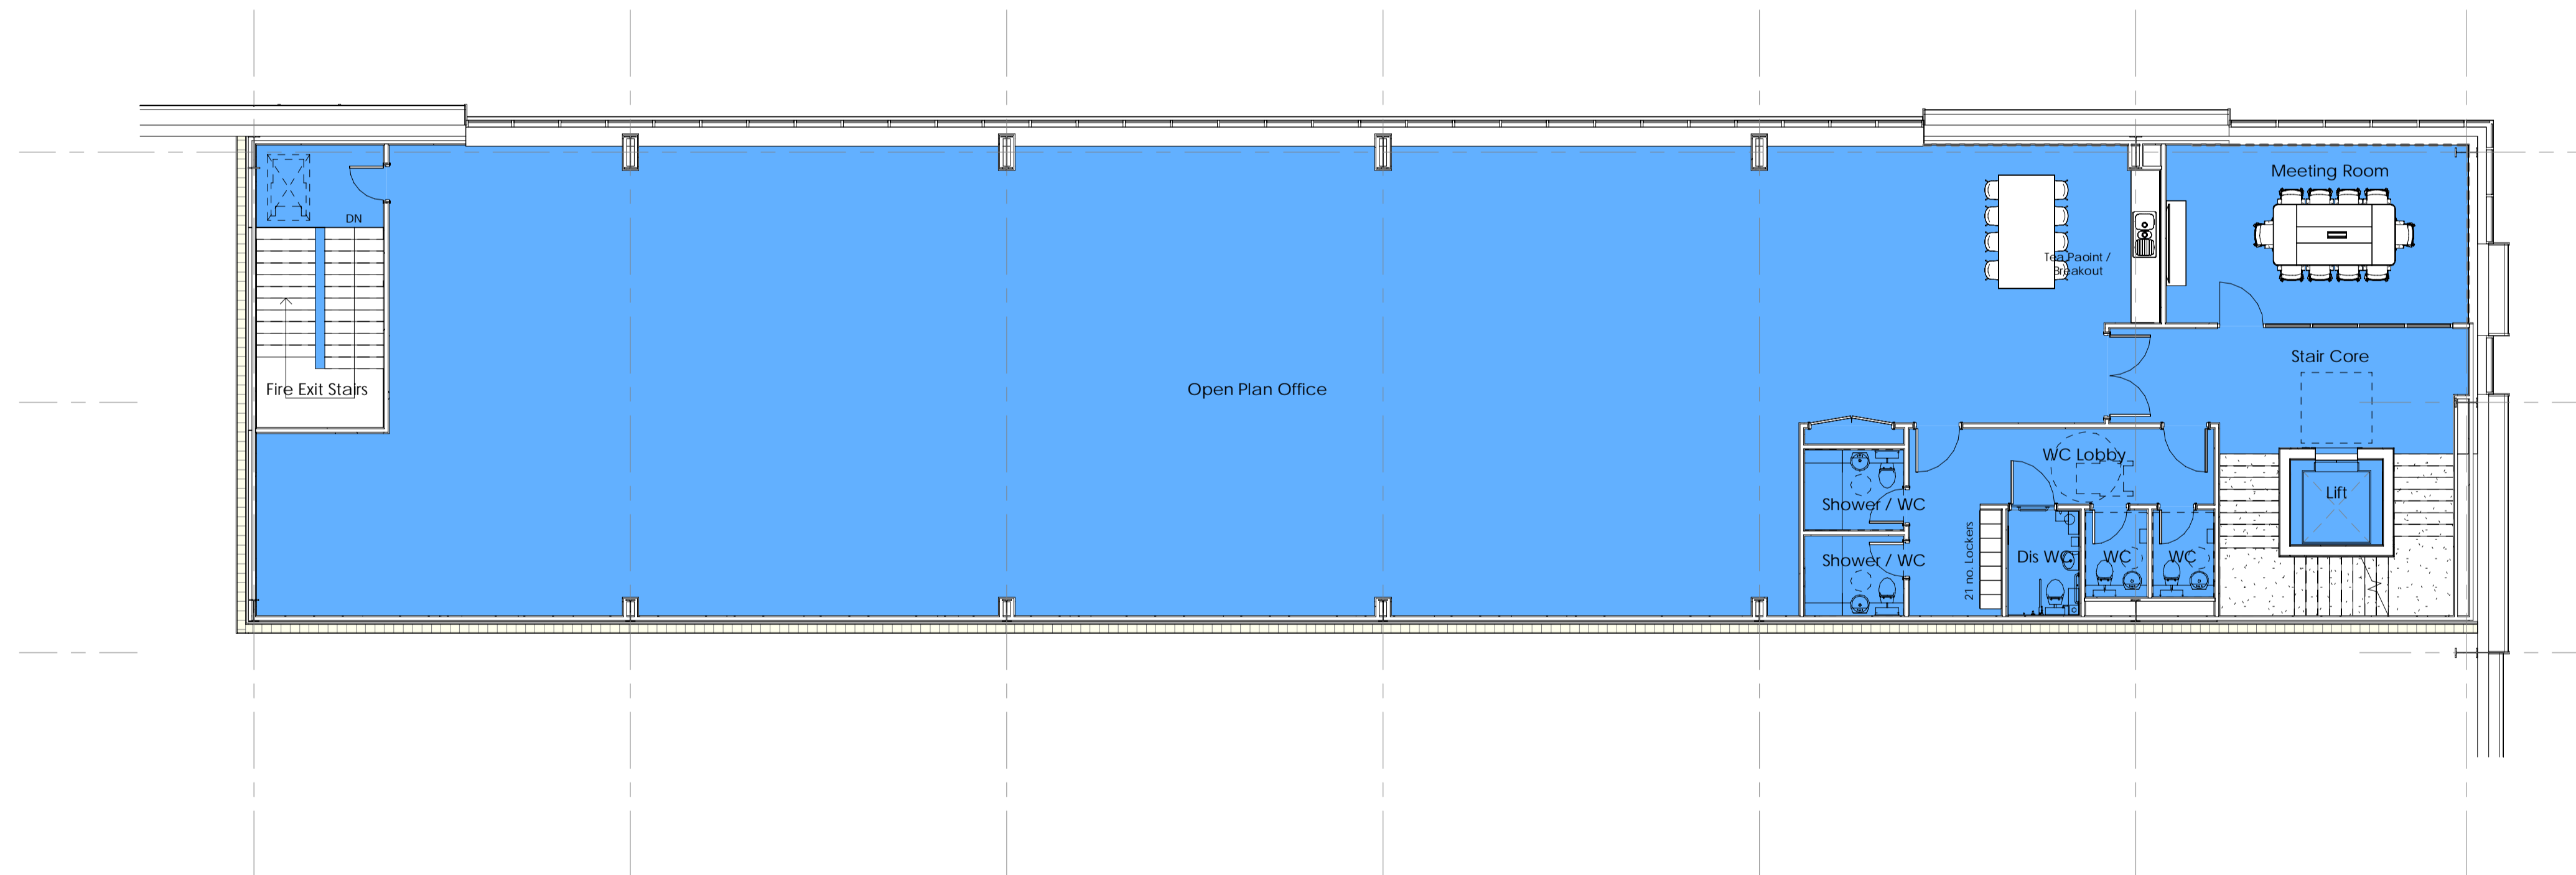 Meeting Room
DN
Tea Paoint /
Breakout
Stair Core
Fire Exit Stairs
Open Plan Office
WC Lobby
Lift
Shower / WC
21 no. Lockers
Shower / WC
Dis WC
WC
WC